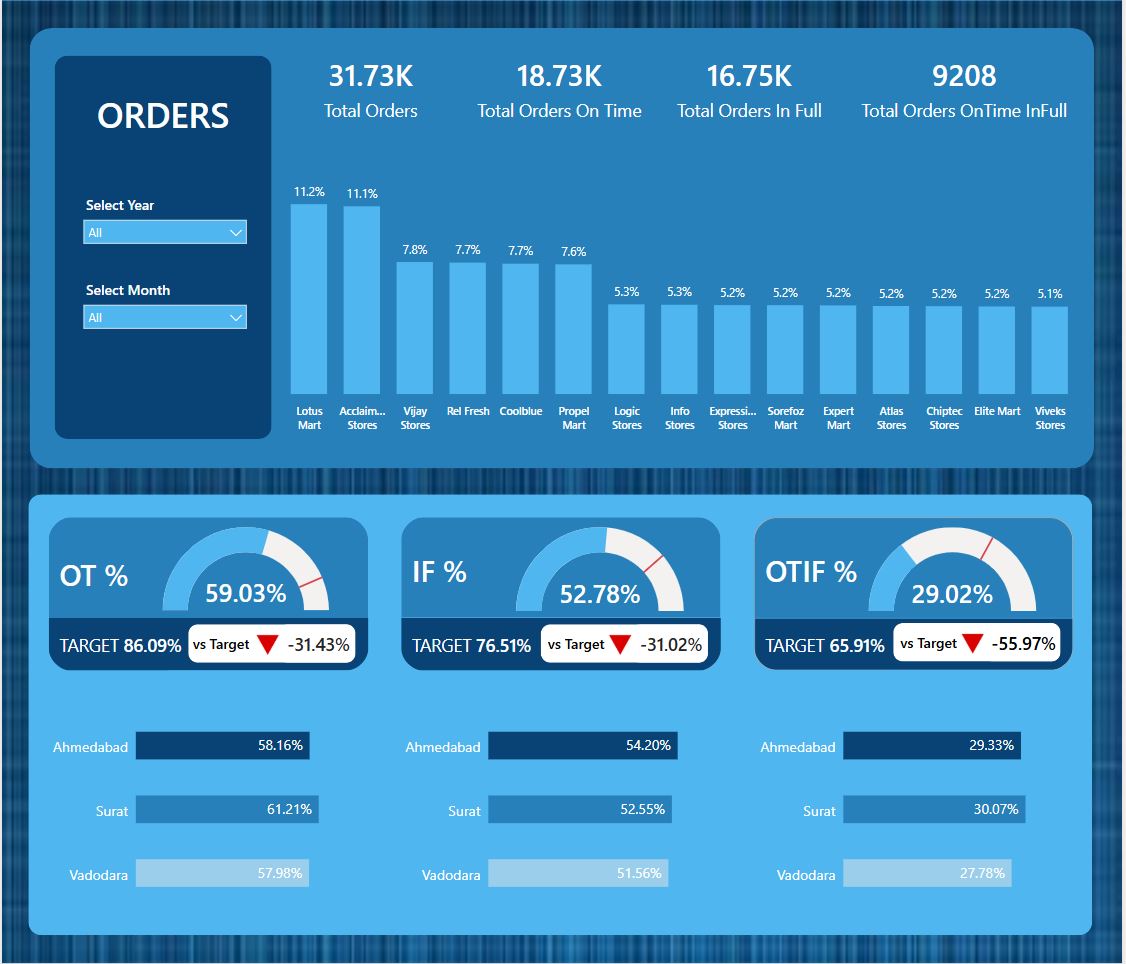 ORDERS
Select Year
All
Select Month
All
31.73K
Total Orders
18.73K
Total Orders On Time
16.75K
Total Orders In Full
9208
Total Orders OnTime InFull
11.2%
11.1%
7.8%
7.7%
7.7%
7.6%
5.3%
5.3%
5.2%
5.2%
5.2%
5.2%
5.2%
5.2%
5.1%
Lotus
Mart
Acclaim...
Stores
Vijay
Stores
Rel Fresh
Coolblue
Propel
Mart
Logic
Stores
Info
Stores
Expressi...
Stores
Sorefoz
Mart
Expert
Mart
Atlas
Stores
Chiptec
Stores
Elite Mart
Viveks
Stores
OT %
59.03%
TARGET 86.09%
vs Target -31.43%
IF %
52.78%
TARGET 76.51%
vs Target -31.02%
OTIF %
29.02%
TARGET 65.91%
vs Target -55.97%
Ahmedabad 58.16%
Surat 61.21%
Vadodara 57.98%
Ahmedabad 54.20%
Surat 52.55%
Vadodara 51.56%
Ahmedabad 29.33%
Surat 30.07%
Vadodara 27.78%